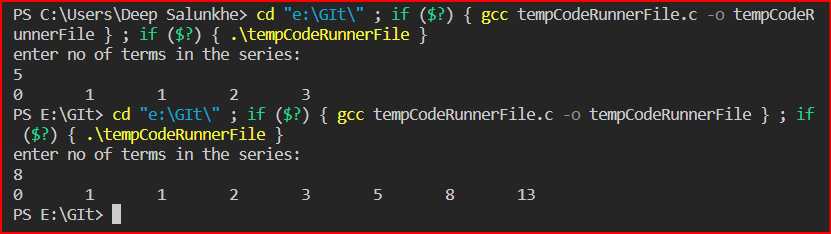 PS C:\Users\Deep Salunkhe> cd "e:\GIt\" ; if ($?) { gcc tempCodeRunnerFile.c -o tempCodeR
unnerFile } ; if ($?) { .\tempCodeRunnerFile }
enter no of terms in the series:
5
0 1 1 2 3
PS E:\GIt> cd "e:\GIt\" ; if ($?) { gcc tempCodeRunnerFile.c -o tempCodeRunnerFile } ; if
($?) { .\tempCodeRunnerFile }
enter no of terms in the series:
8
0 1 1 2 3 5 8 13
PS E:\GIt>